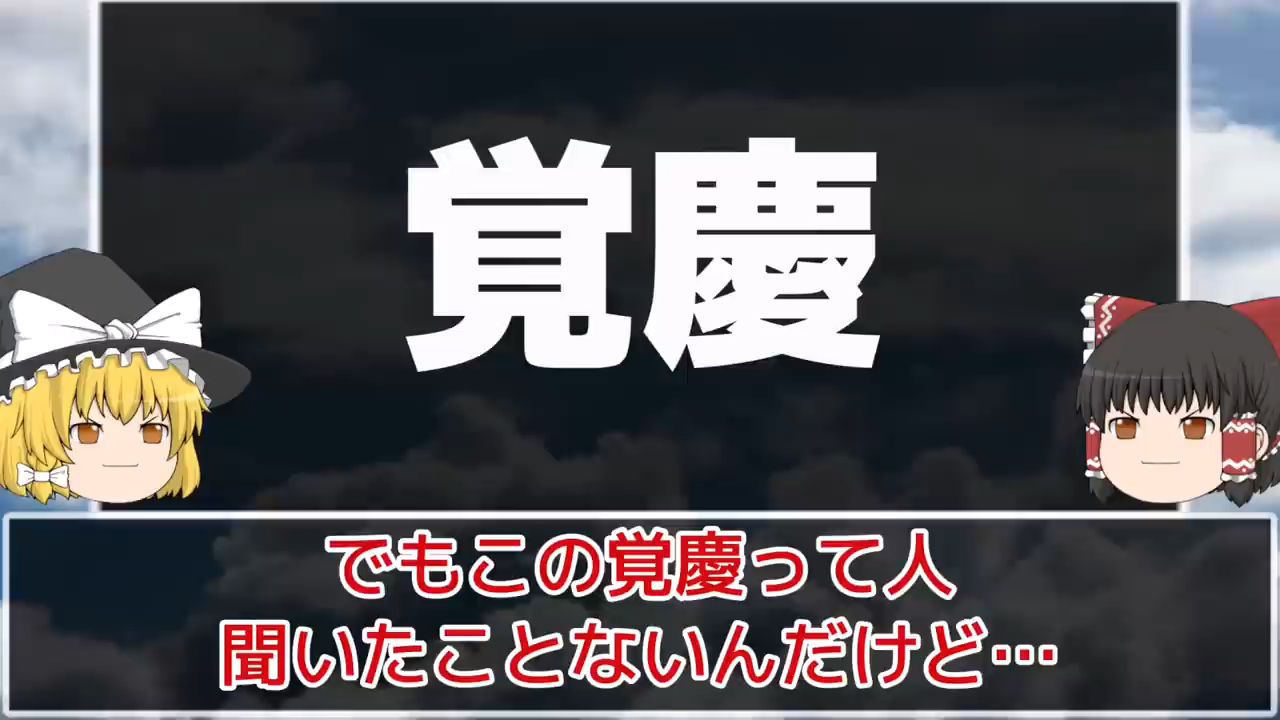 覚慶
でもこの覚慶って人
聞いたことないんだけど…